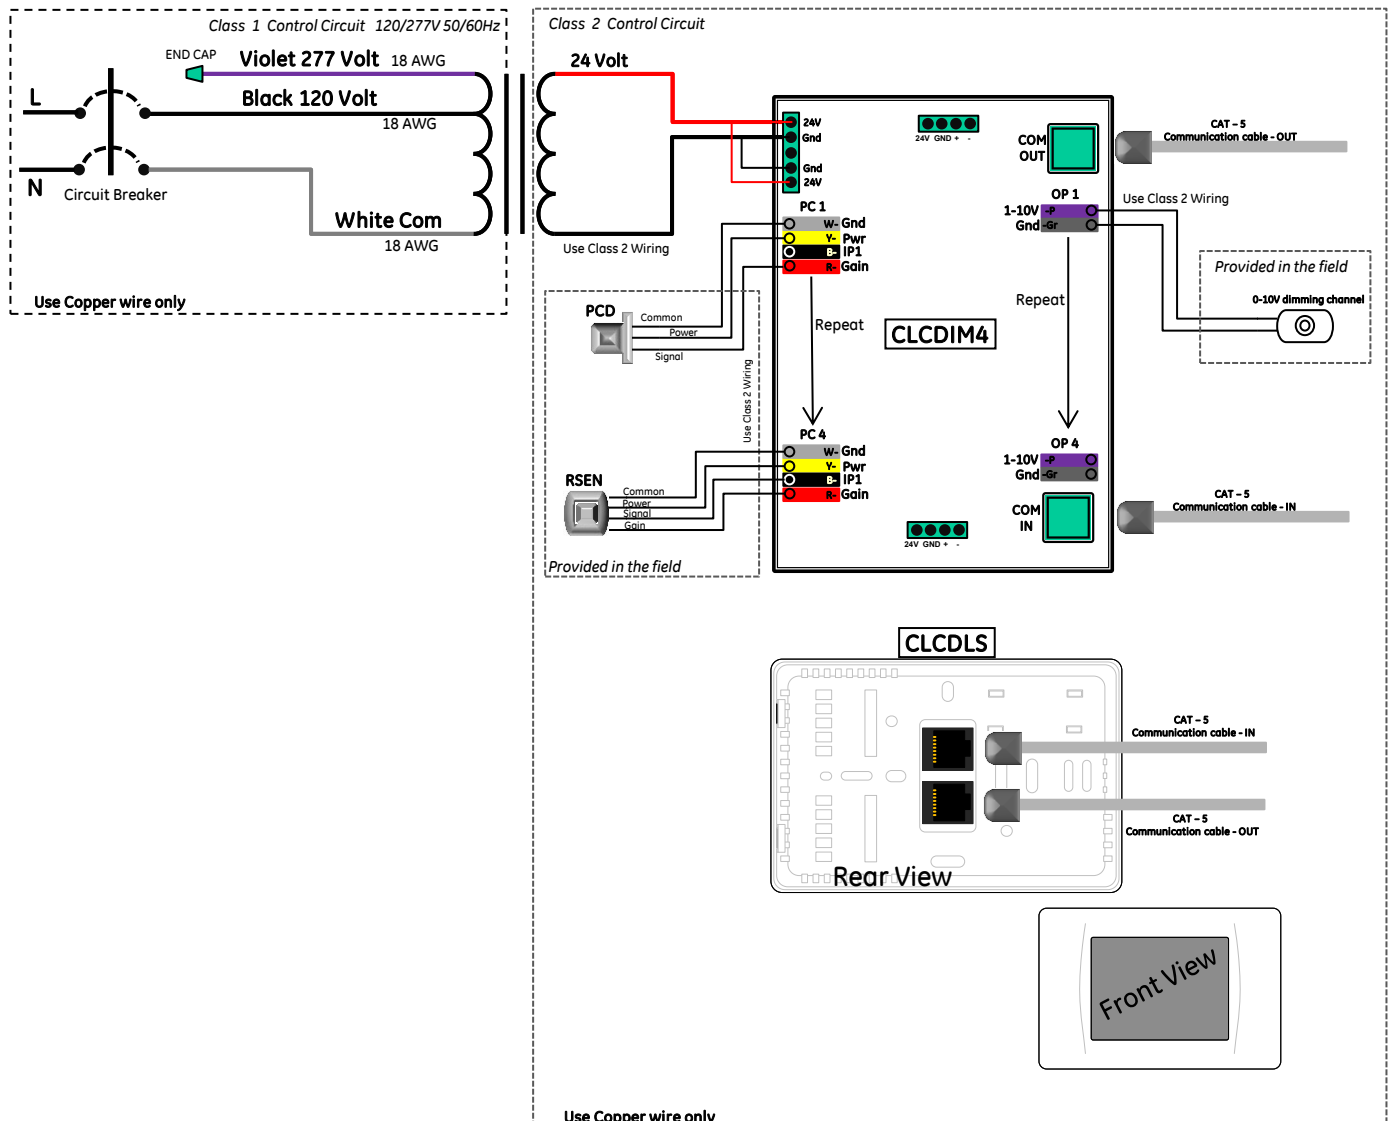 Class 1 Control Circuit 120/277V 50/60Hz
END CAP
Violet 277 Volt 18 AWG
L
Black 120 Volt
18 AWG
N
Circuit Breaker
White Com
18 AWG
Use Copper wire only
Class 2 Control Circuit
24 Volt
Use Class 2 Wiring
24V
Gnd
Gnd
24V
24V GND + -
COM
OUT
CAT – 5
Communication cable - OUT
PC 1
W- Gnd
Y- Pwr
B- IP1
R- Gain
OP 1
1-10V -P
Gnd -Gr
Use Class 2 Wiring
Provided in the field
0-10V dimming channel
PCD
Common
Power
Signal
Use Class 2 Wiring
Repeat
CLCDIM4
Repeat
PC 4
W- Gnd
Y- Pwr
B- IP1
R- Gain
OP 4
1-10V -P
Gnd -Gr
RSEN
Common
Power
Signal
Gain
Provided in the field
24V GND + -
COM
IN
CAT – 5
Communication cable - IN
CLCDLS
CAT – 5
Communication cable - IN
CAT – 5
Communication cable - OUT
Rear View
Front View
Use Copper wire only